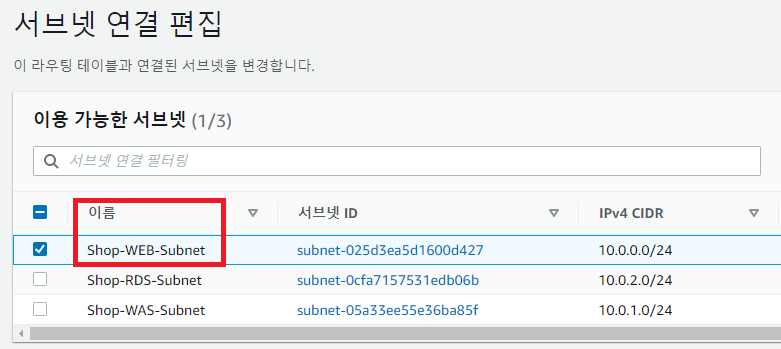 서브넷 연결 편집
이 라우팅 테이블과 연결된 서브넷을 변경합니다.
이용 가능한 서브넷 (1/3)
서브넷 연결 필터링
이름 서브넷 ID IPv4 CIDR
Shop-WEB-Subnet subnet-025d3ea5d1600d427 10.0.0.0/24
Shop-RDS-Subnet subnet-0cfa7157531edb06b 10.0.2.0/24
Shop-WAS-Subnet subnet-05a33ee55e36ba85f 10.0.1.0/24